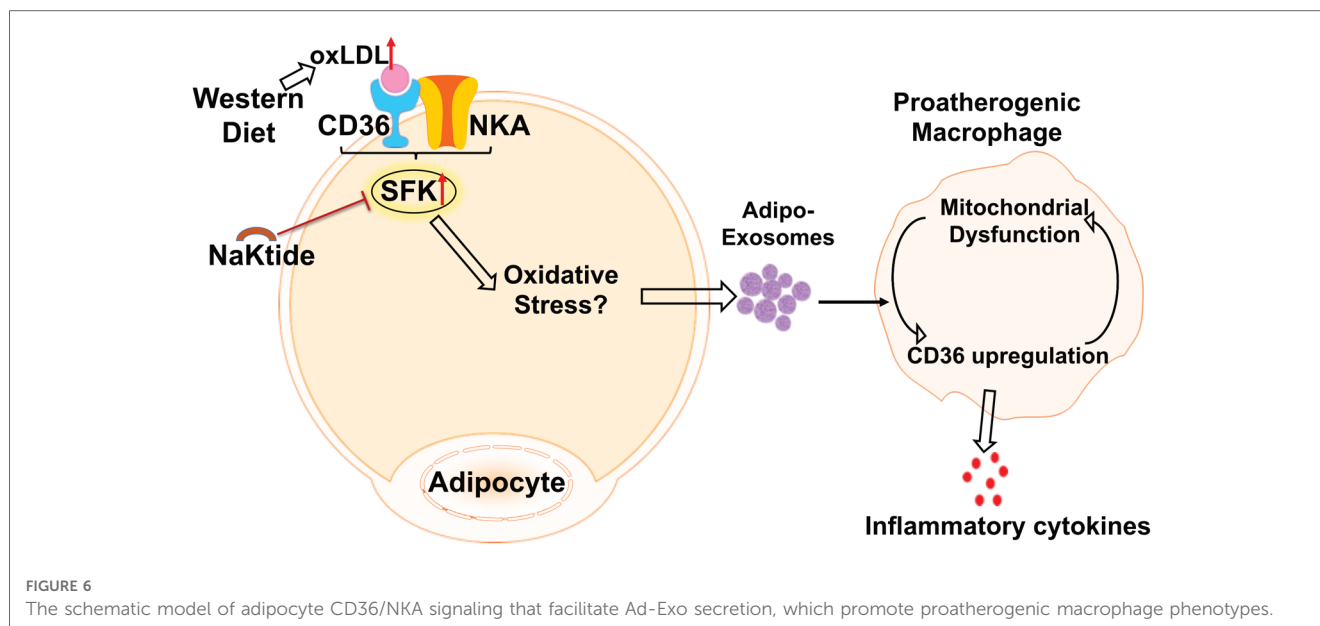 oxLDL
Western
Diet
CD36
NKA
SFK
NaKtide
Oxidative
Stress?
Adipocyte
Adipo-
Exosomes
Proatherogenic
Macrophage
Mitochondrial
Dysfunction
CD36 upregulation
Inflammatory cytokines
FIGURE 6
The schematic model of adipocyte CD36/NKA signaling that facilitate Ad-Exo secretion, which promote proatherogenic macrophage phenotypes.